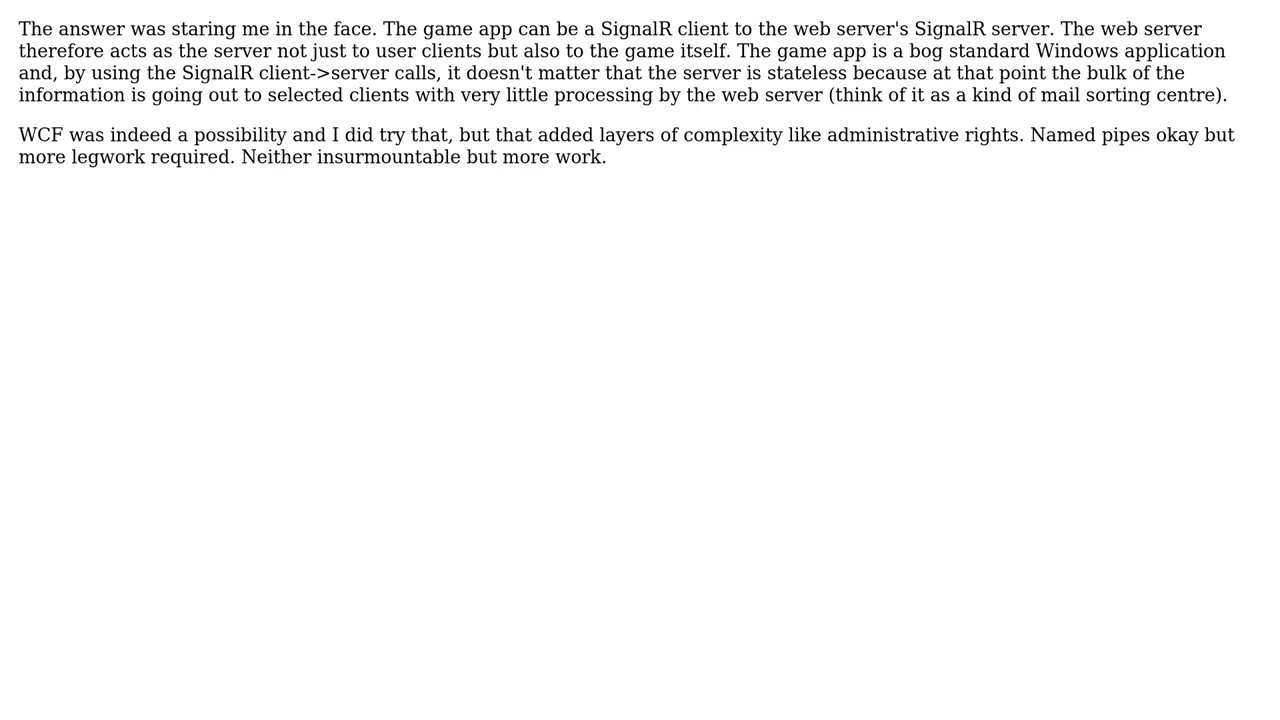 The answer was staring me in the face. The game app can be a SignalR client to the web server's SignalR server. The web server
therefore acts as the server not just to user clients but also to the game itself. The game app is a bog standard Windows application
and, by using the SignalR client->server calls, it doesn't matter that the server is stateless because at that point the bulk of the
information is going out to selected clients with very little processing by the web server (think of it as a kind of mail sorting centre).
WCF was indeed a possibility and I did try that, but that added layers of complexity like administrative rights. Named pipes okay but
more legwork required. Neither insurmountable but more work.